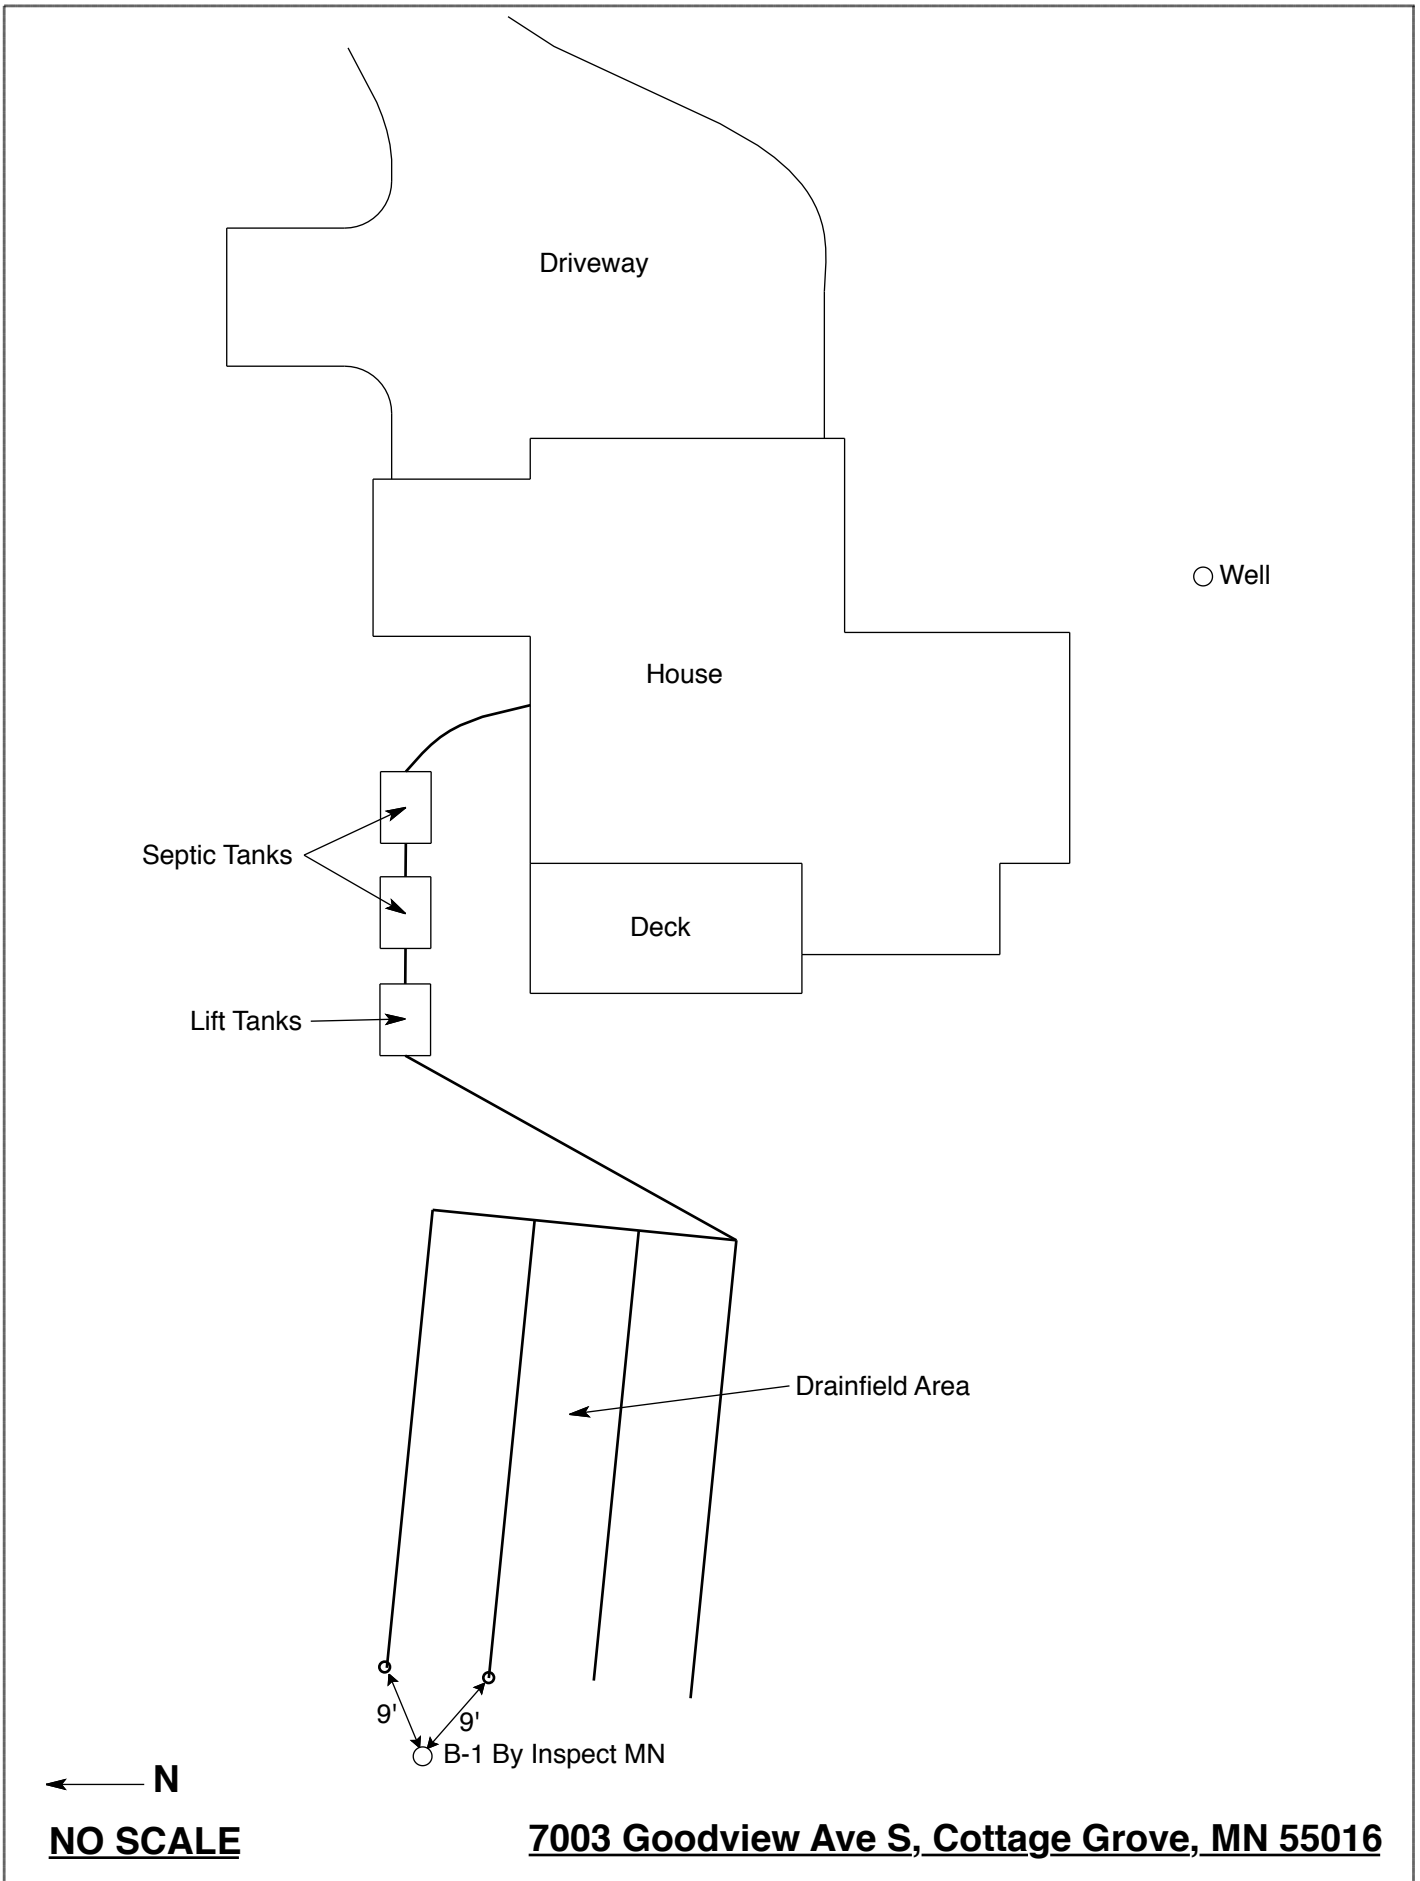 Driveway
Well
House
Septic Tanks
Deck
Lift Tanks
Drainfield Area
9'
9'
B-1 By Inspect MN
N
NO SCALE
7003 Goodview Ave S, Cottage Grove, MN 55016